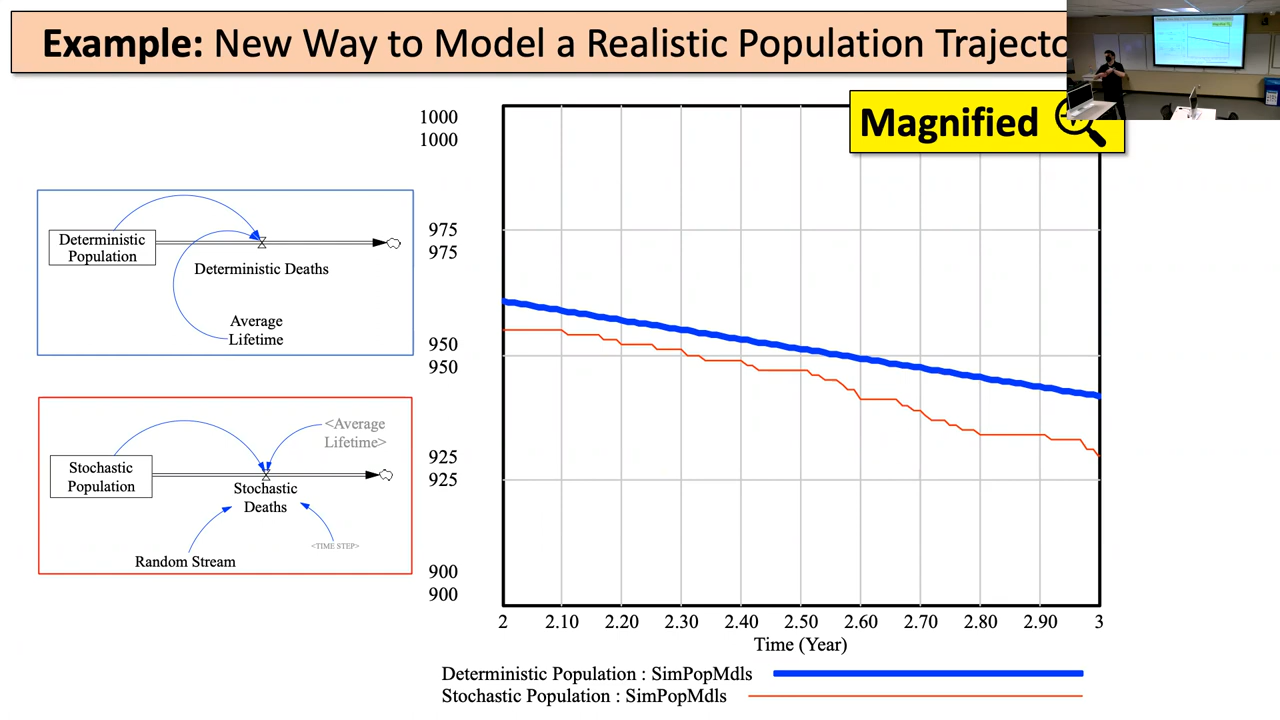 Example: New Way to Model a Realistic Population Trajecto
Magnified
Deterministic
Population
Deterministic Deaths
Average
Lifetime
<Average
Lifetime>
Stochastic
Population
Stochastic
Deaths
Random Stream
<TIME STEP>
1000
1000
975
975
950
950
925
925
900
900
2 2.10 2.20 2.30 2.40 2.50 2.60 2.70 2.80 2.90 3
Time (Year)
Deterministic Population : SimPopMdls
Stochastic Population : SimPopMdls